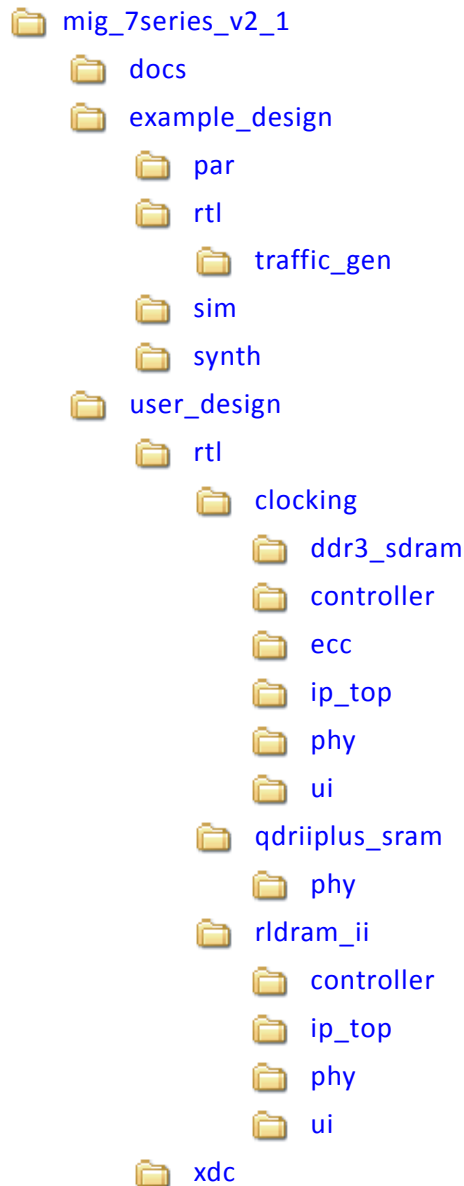 mig_7series_v2_1
docs
example_design
par
rtl
traffic_gen
sim
synth
user_design
rtl
clocking
ddr3_sdram
controller
ecc
ip_top
phy
ui
qdriiplus_sram
phy
rldram_ii
controller
ip_top
phy
ui
xdc